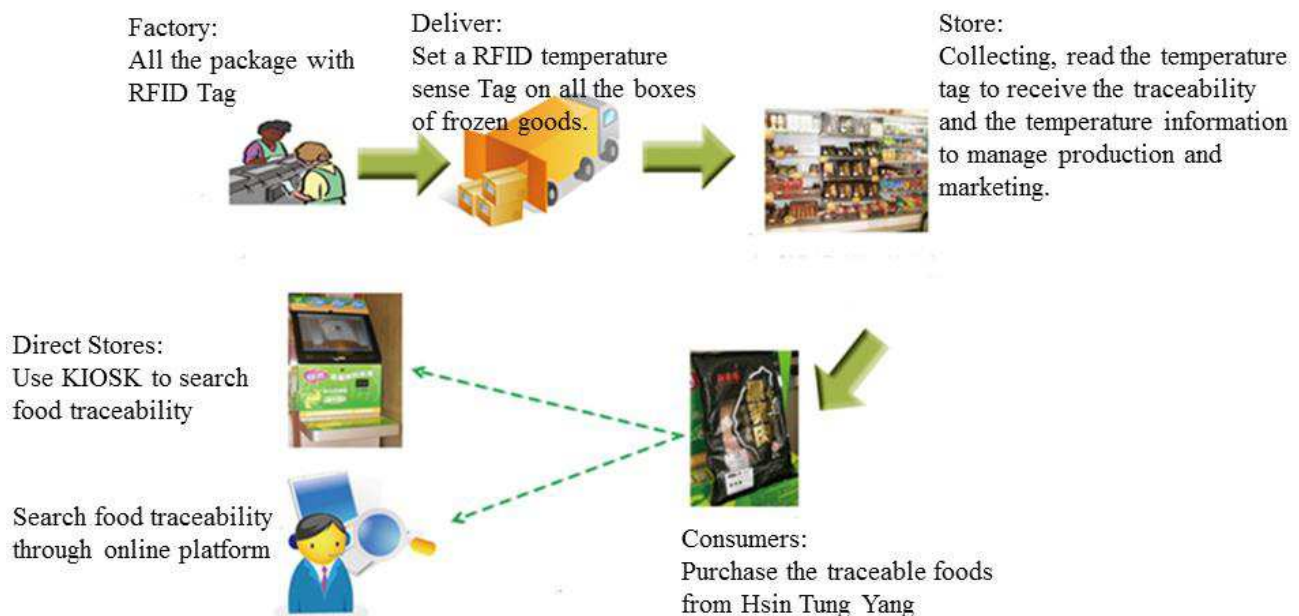 Factory:
All the package with
RFID Tag
Deliver:
Set a RFID temperature
sense Tag on all the boxes
of frozen goods.
Store:
Collecting, read the temperature
tag to receive the traceability
and the temperature information
to manage production and
marketing.
Direct Stores:
Use KIOSK to search
food traceability
Search food traceability
through online platform
Consumers:
Purchase the traceable foods
from Hsin Tung Yang